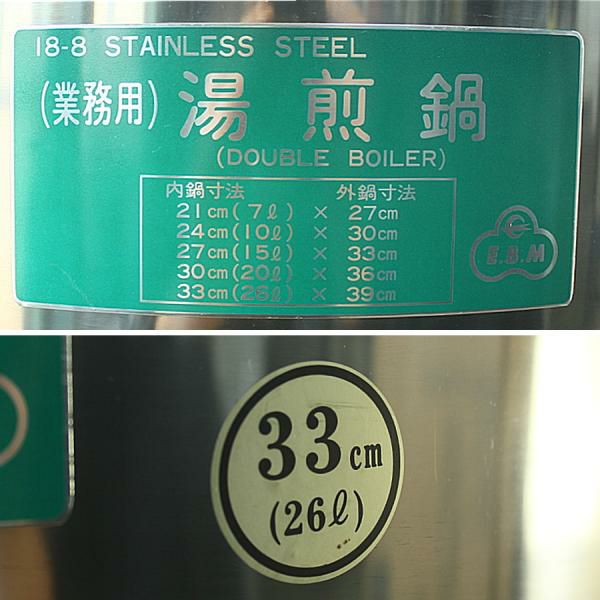 18-8 STAINLESS STEEL
(業務用) 湯煎鍋
(DOUBLE BOILER)
内鍋寸法 外鍋寸法
21cm(7ℓ) × 27cm
24cm(10ℓ) × 30cm
27cm(15ℓ) × 33cm
30cm(20ℓ) × 36cm
33cm(26ℓ) × 39cm
E.B.M
33cm
(26ℓ)